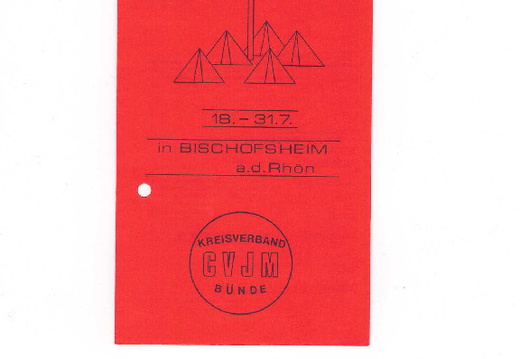 18. - 31.7.
in BISCHOFSHEIM
a.d.Rhön
KREISVERBAND
CVJM
BÜNDE